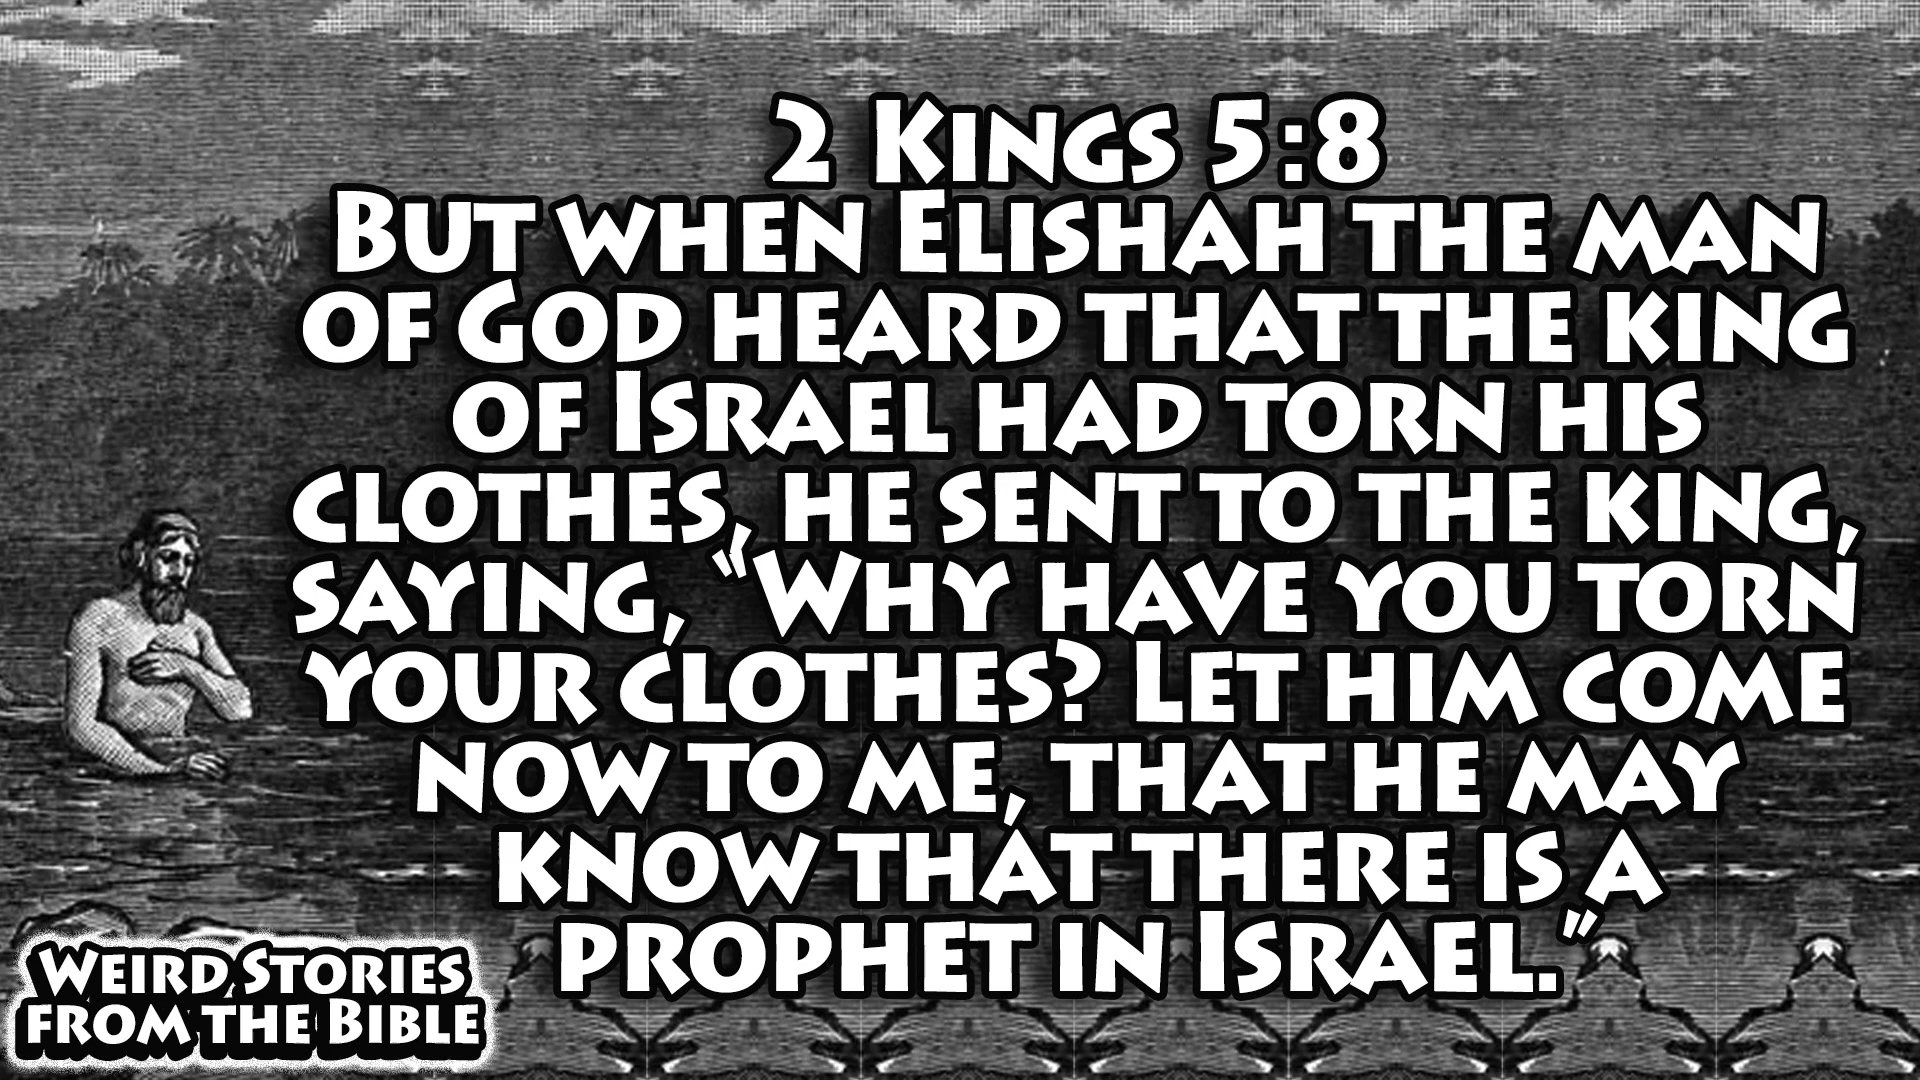 2 Kings 5:8
But when Elishah the man
of God heard that the king
of Israel had torn his
clothes, he sent to the king,
saying, “Why have you torn
your clothes? Let him come
now to me, that he may
know that there is a
prophet in Israel.”
Weird Stories
from the Bible